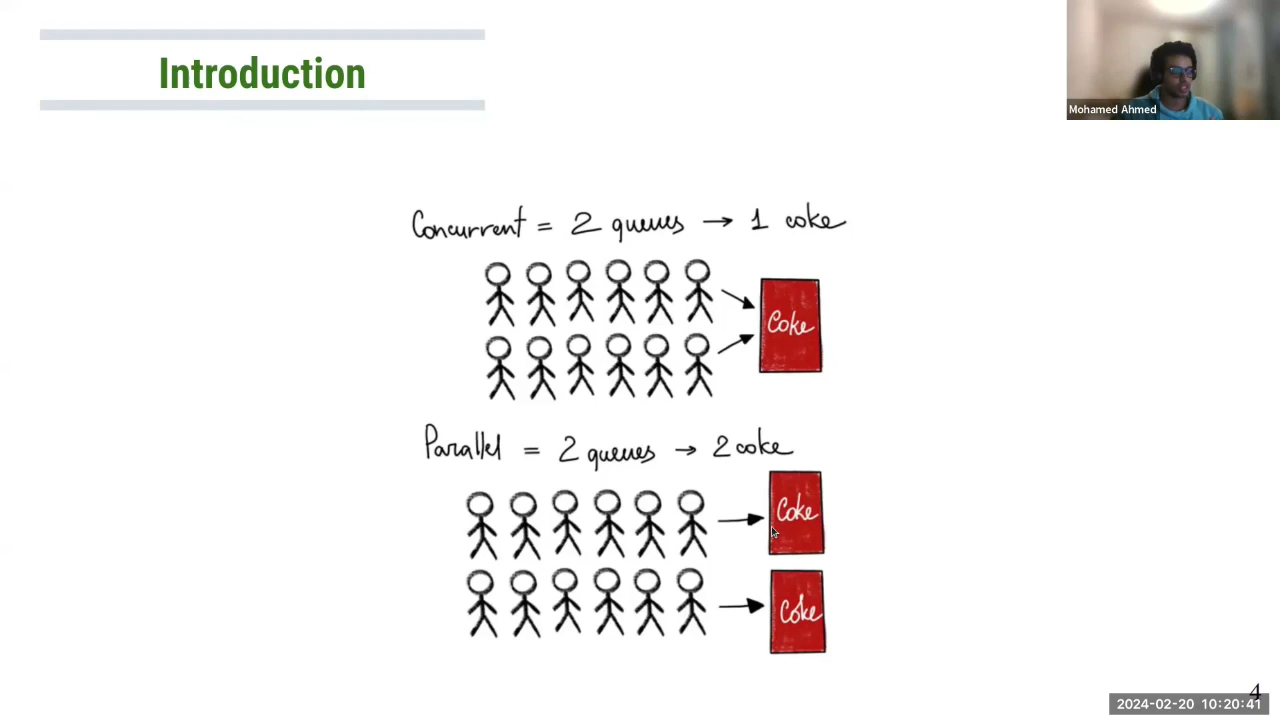 Introduction
Mohamed Ahmed
Concurrent = 2 queues → 1 coke
Coke
Parallel = 2 queues → 2 coke
Coke
Coke
4
2024-02-20 10:20:41